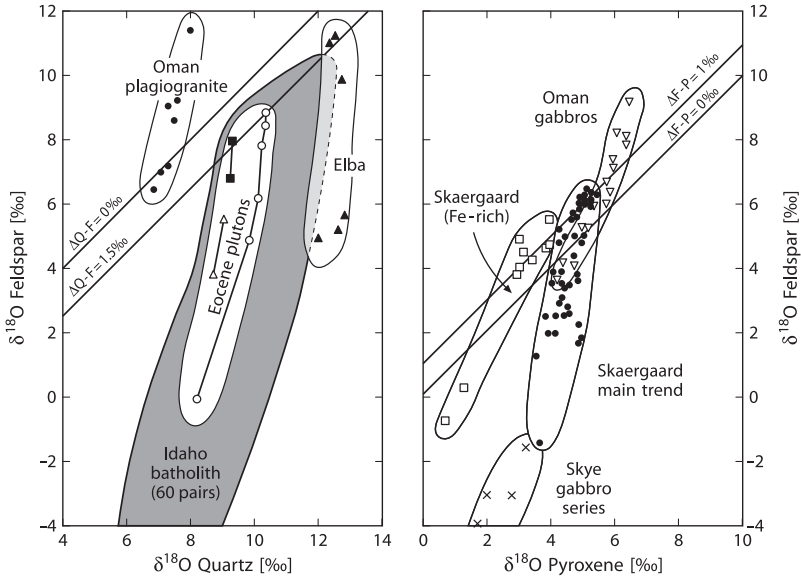 12
10
8
6
4
2
0
−2
−4
4
6
8
10
12
14
δ¹⁸O Feldspar [‰]
δ¹⁸O Quartz [‰]
Oman
plagiogranite
ΔQ-F=0‰
ΔQ-F=1,5‰
Elba
Eocene plutons
Idaho
batholith
(60 pairs)
12
10
8
6
4
2
0
−2
−4
0
2
4
6
8
10
δ¹⁸O Feldspar [‰]
δ¹⁸O Pyroxene [‰]
Oman
gabbros
ΔF-P=1‰
ΔF-P=0‰
Skaergaard
(Fe-rich)
Skaergaard
main trend
Skye
gabbro
series